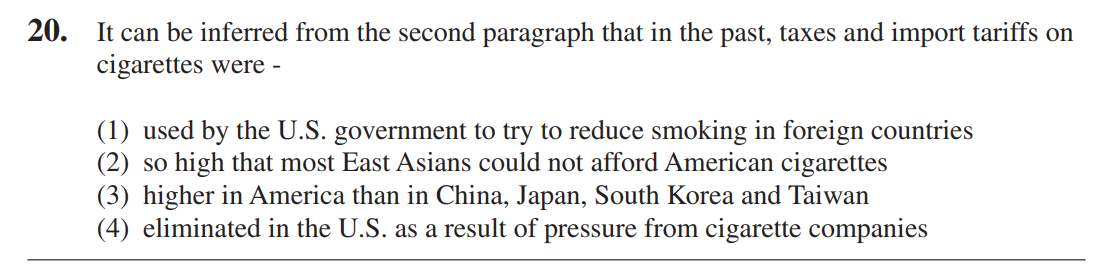 20. It can be inferred from the second paragraph that in the past, taxes and import tariffs on
cigarettes were -
(1) used by the U.S. government to try to reduce smoking in foreign countries
(2) so high that most East Asians could not afford American cigarettes
(3) higher in America than in China, Japan, South Korea and Taiwan
(4) eliminated in the U.S. as a result of pressure from cigarette companies